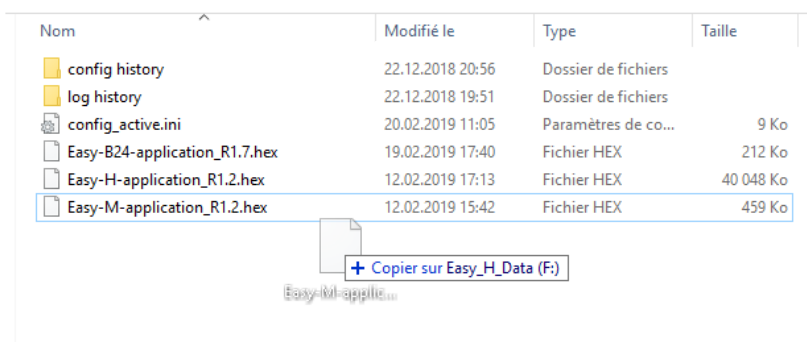 Nom Modifié le Type Taille
config history 22.12.2018 20:56 Dossier de fichiers
log history 22.12.2018 19:51 Dossier de fichiers
config_active.ini 20.02.2019 11:05 Paramètres de co... 9 Ko
Easy-B24-application_R1.7.hex 19.02.2019 17:40 Fichier HEX 212 Ko
Easy-H-application_R1.2.hex 12.02.2019 17:13 Fichier HEX 40 048 Ko
Easy-M-application_R1.2.hex 12.02.2019 15:42 Fichier HEX 459 Ko
+ Copier sur Easy_H_Data (F:)
Easy-M-applic...